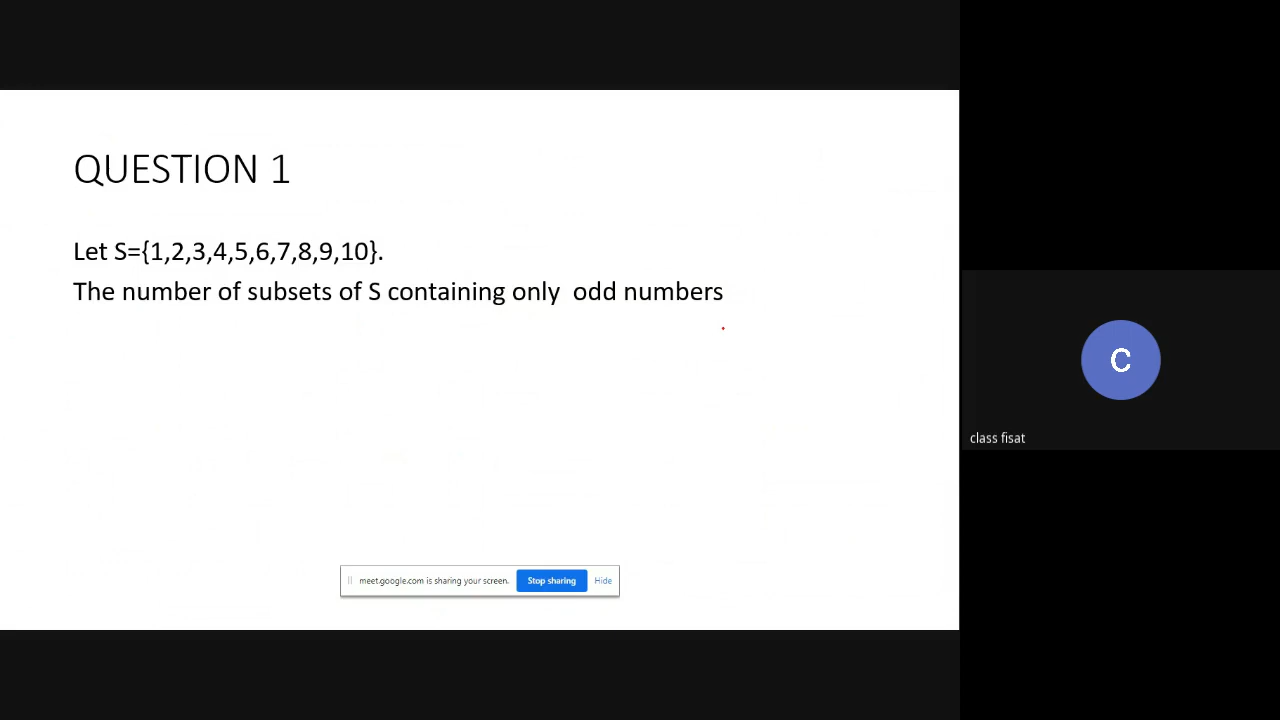 QUESTION 1
Let S={1,2,3,4,5,6,7,8,9,10}.
The number of subsets of S containing only  odd numbers
C
class fisat
meet.google.com is sharing your screen. Stop sharing Hide